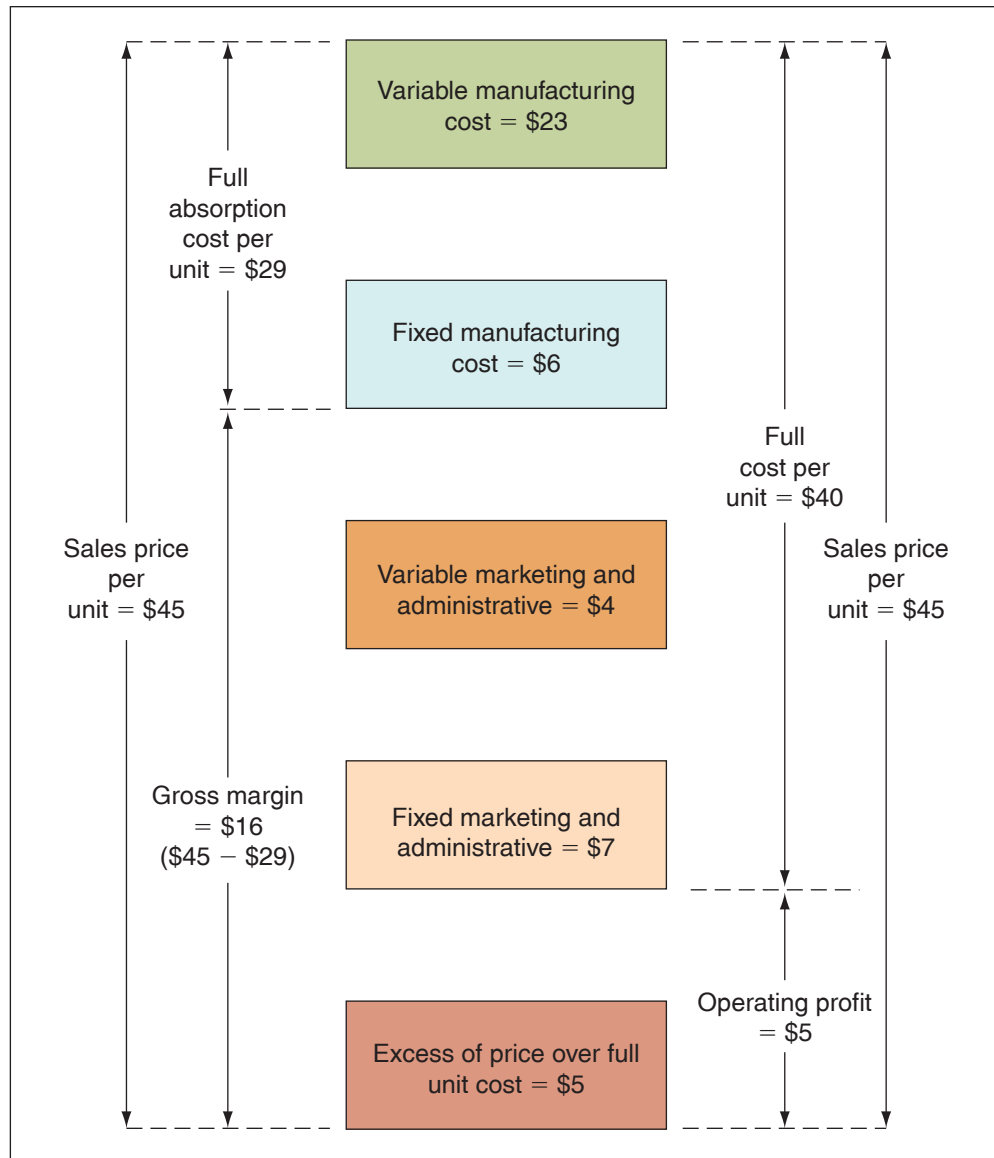 Variable manufacturing
cost = $23
Full
absorption
cost per
unit = $29
Fixed manufacturing
cost = $6
Full
cost per
unit = $40
Sales price
per
unit = $45
Variable marketing and
administrative = $4
Sales price
per
unit = $45
Gross margin
= $16
($45 − $29)
Fixed marketing and
administrative = $7
Operating profit
= $5
Excess of price over full
unit cost = $5